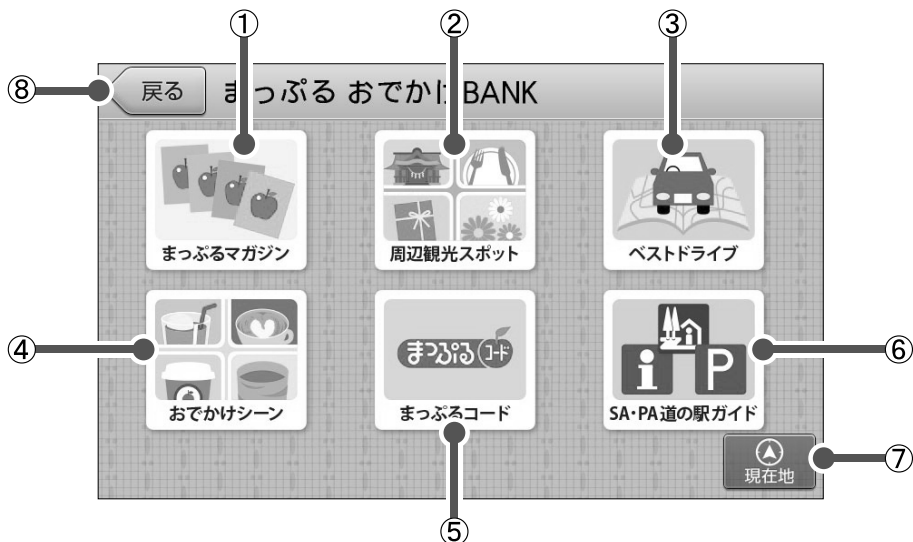 ① ② ③
⑧ 戻る まっぷる おでかけBANK
まっぷるマガジン 周辺観光スポット ベストドライブ
まっぷるコード
④ ⑥
i P
おでかけシーン まっぷるコード SA・PA道の駅ガイド
現在地 ⑦
⑤